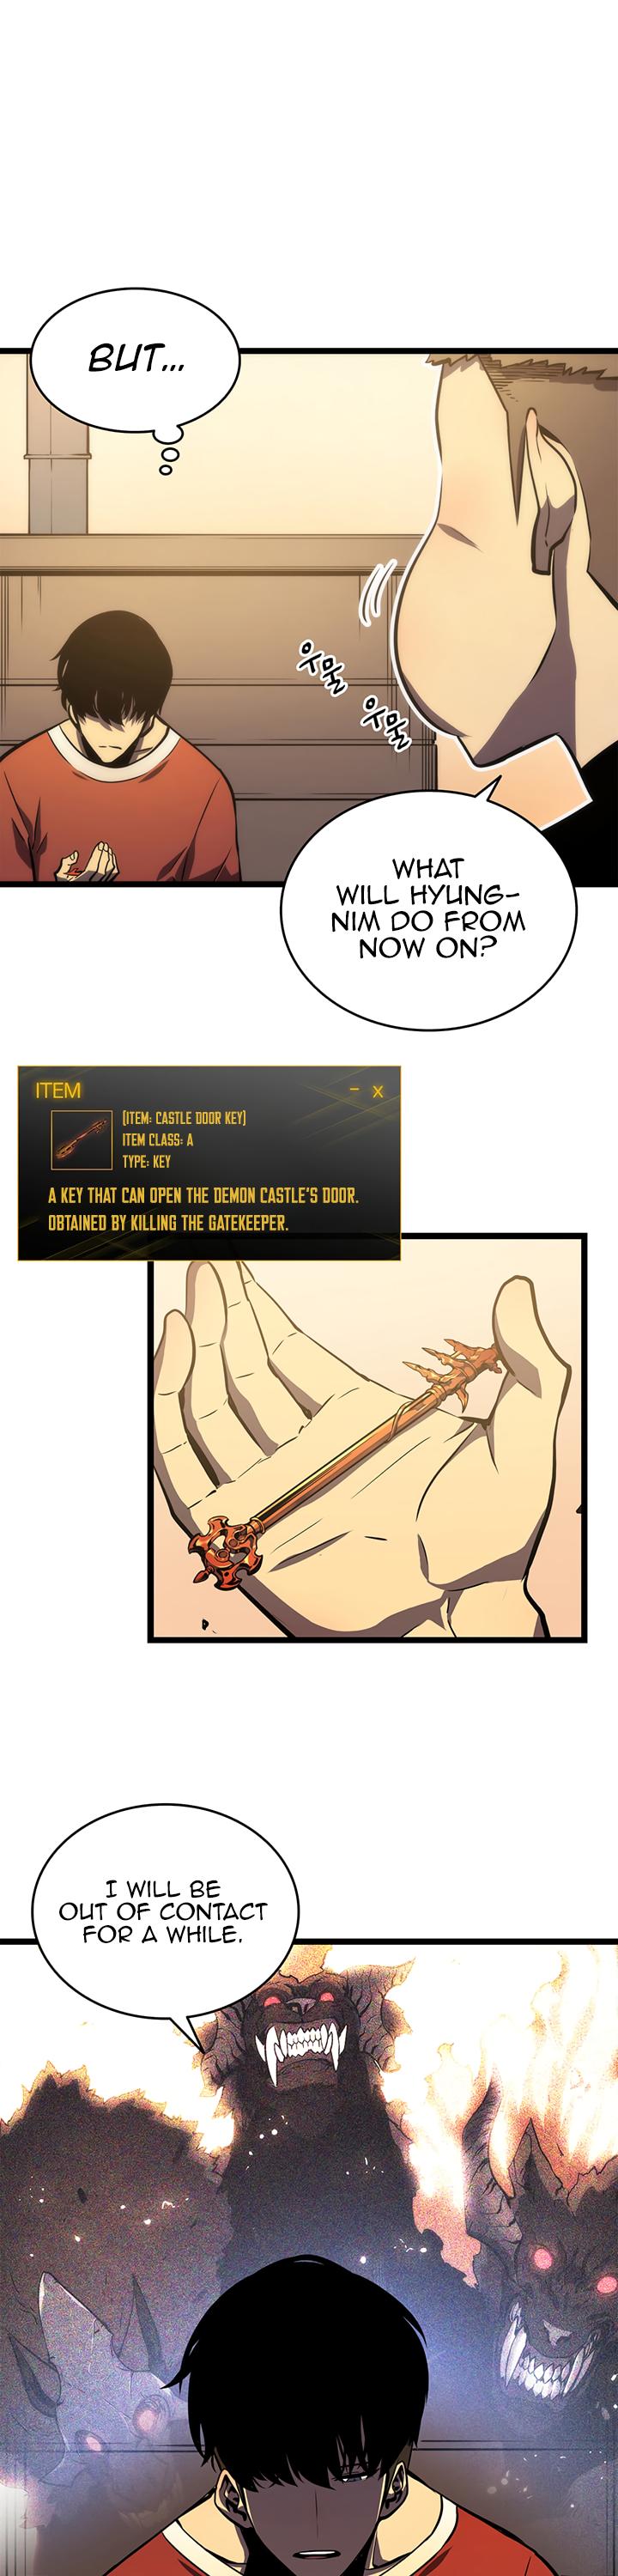 BUT...
우물
우물
WHAT
WILL HYUNG-
NIM DO FROM
NOW ON?
ITEM – X
[ITEM: CASTLE DOOR KEY]
ITEM CLASS: A
TYPE: KEY
A KEY THAT CAN OPEN THE DEMON CASTLE'S DOOR.
OBTAINED BY KILLING THE GATEKEEPER.
I WILL BE
OUT OF CONTACT
FOR A WHILE.